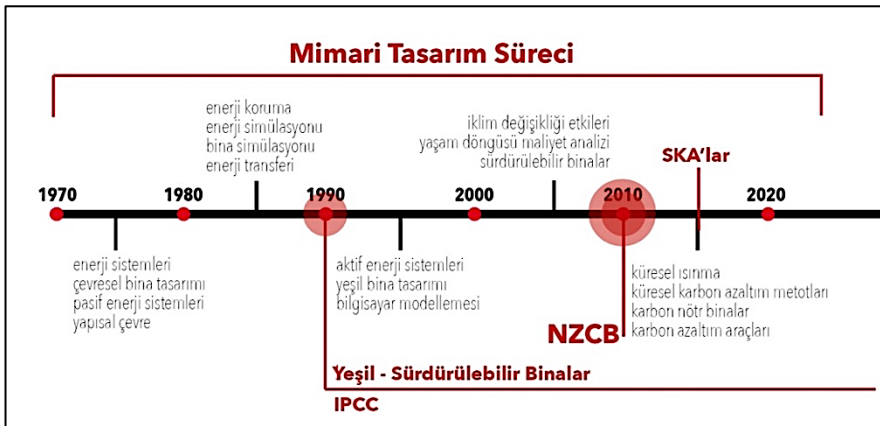 Mimari Tasarım Süreci
enerji koruma
enerji simülasyonu
bina simülasyonu
enerji transferi
iklim değişikliği etkileri
yaşam döngüsü maliyet analizi
sürdürülebilir binalar
SKA'lar
1970
1980
1990
2000
2010
2020
enerji sistemleri
çevresel bina tasarımı
pasif enerji sistemleri
yapısal çevre
aktif enerji sistemleri
yeşil bina tasarımı
bilgisayar modellemesi
küresel ısınma
küresel karbon azaltım metotları
karbon nötr binalar
karbon azaltım araçları
NZCB
Yeşil - Sürdürülebilir Binalar
IPCC